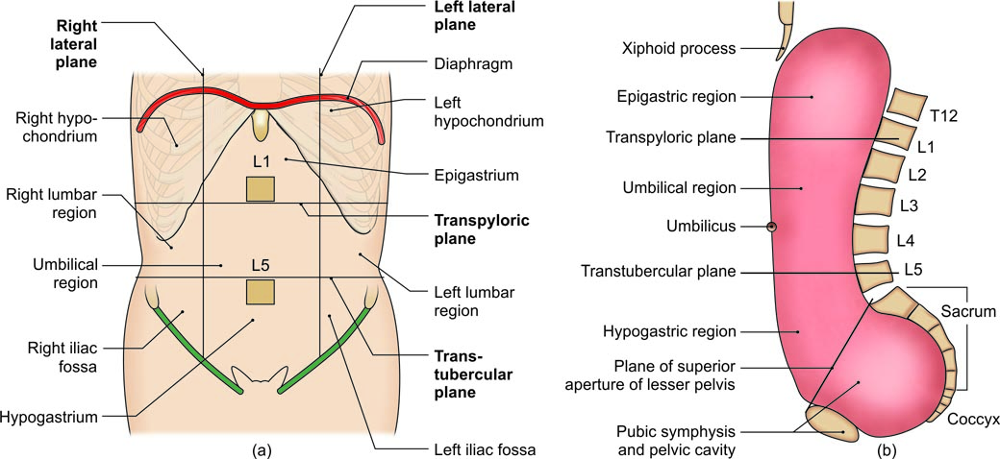 Right
lateral
plane
Left lateral
plane
Diaphragm
Right hypo-
chondrium
Left
hypochondrium
L1
Epigastrium
Right lumbar
region
Transpyloric
plane
Umbilical
region
L5
Left lumbar
region
Right iliac
fossa
Trans-
tubercular
plane
Hypogastrium
Left iliac fossa
(a)
Xiphoid process
Epigastric region
T12
Transpyloric plane
L1
L2
Umbilical region
L3
Umbilicus
L4
Transtubercular plane
L5
Sacrum
Hypogastric region
Plane of superior
aperture of lesser pelvis
Coccyx
Pubic symphysis
and pelvic cavity
(b)